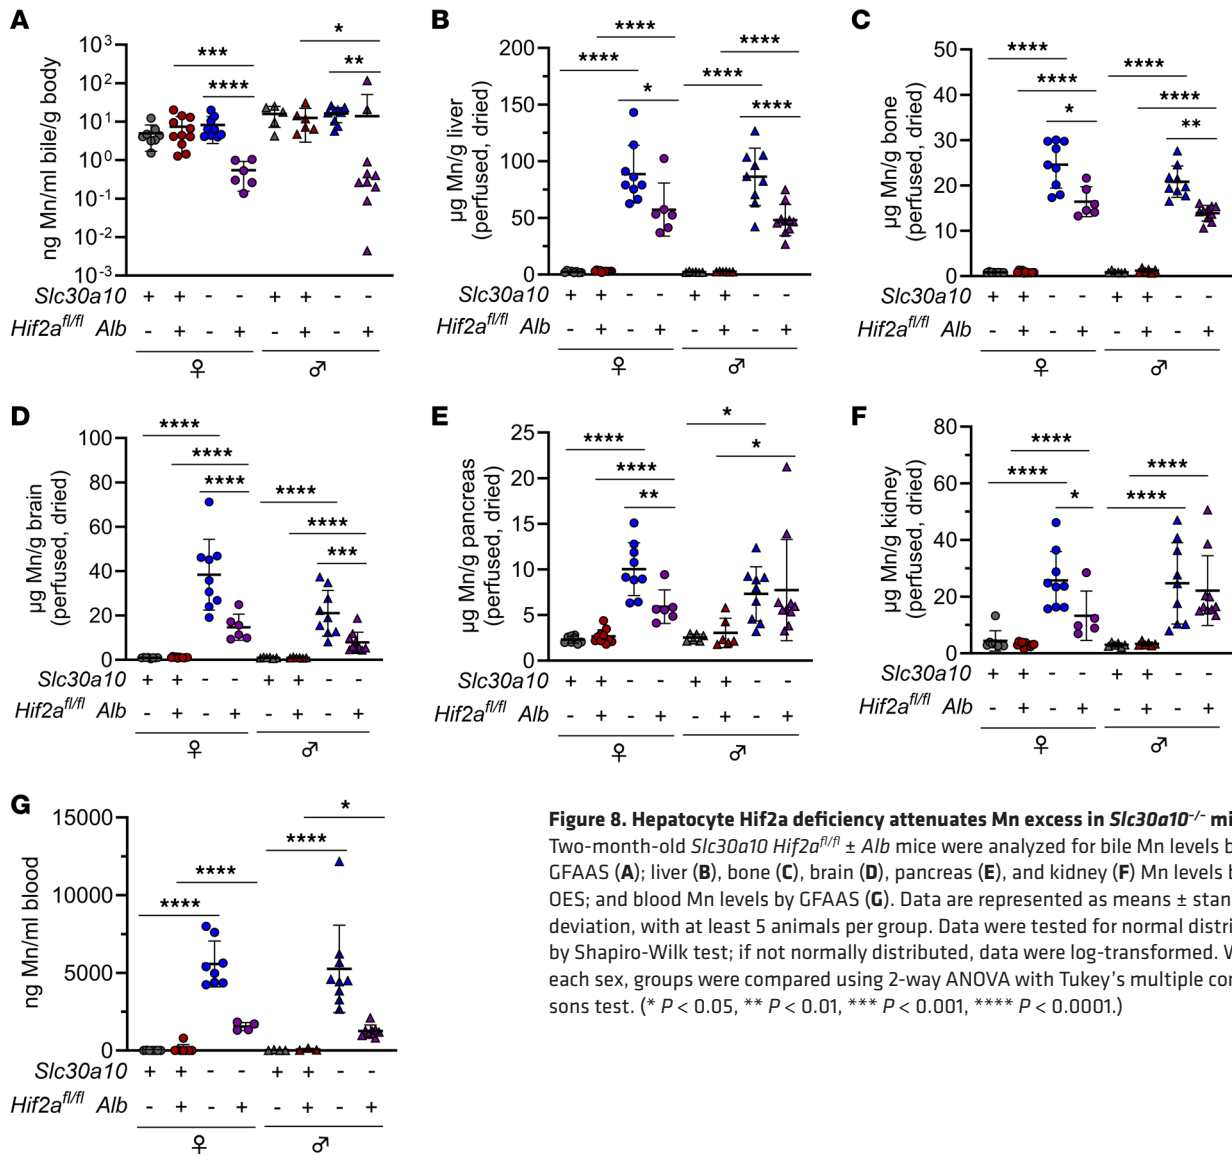 A
ng Mn/ml bile/g body
10³
10²
10¹
10⁰
10⁻¹
10⁻²
10⁻³
*
***
**
****
Slc30a10 + + - - + + - -
Hif2a^fl/fl Alb - + - + - + - +
♀ ♂
B
µg Mn/g liver
(perfused, dried)
200
150
100
50
0
****
****
****
****
*
****
Slc30a10 + + - - + + - -
Hif2a^fl/fl Alb - + - + - + - +
♀ ♂
C
µg Mn/g bone
(perfused, dried)
50
40
30
20
10
0
****
****
****
****
*
**
Slc30a10 + + - - + + - -
Hif2a^fl/fl Alb - + - + - + - +
♀ ♂
D
µg Mn/g brain
(perfused, dried)
100
80
60
40
20
0
****
****
****
****
****
***
Slc30a10 + + - - + + - -
Hif2a^fl/fl Alb - + - + - + - +
♀ ♂
E
µg Mn/g pancreas
(perfused, dried)
25
20
15
10
5
0
*
****
*
****
**
Slc30a10 + + - - + + - -
Hif2a^fl/fl Alb - + - + - + - +
♀ ♂
F
µg Mn/g kidney
(perfused, dried)
80
60
40
20
0
****
****
****
****
*
Slc30a10 + + - - + + - -
Hif2a^fl/fl Alb - + - + - + - +
♀ ♂
G
ng Mn/ml blood
15000
10000
5000
0
*
****
****
****
Slc30a10 + + - - + + - -
Hif2a^fl/fl Alb - + - + - + - +
♀ ♂
Figure 8. Hepatocyte Hif2a deficiency attenuates Mn excess in Slc30a10⁻/⁻ mi
Two-month-old Slc30a10 Hif2a^fl/fl ± Alb mice were analyzed for bile Mn levels b
GFAAS (A); liver (B), bone (C), brain (D), pancreas (E), and kidney (F) Mn levels b
OES; and blood Mn levels by GFAAS (G). Data are represented as means ± stan
deviation, with at least 5 animals per group. Data were tested for normal distri
by Shapiro-Wilk test; if not normally distributed, data were log-transformed. W
each sex, groups were compared using 2-way ANOVA with Tukey's multiple con
sons test. (* P < 0.05, ** P < 0.01, *** P < 0.001, **** P < 0.0001.)